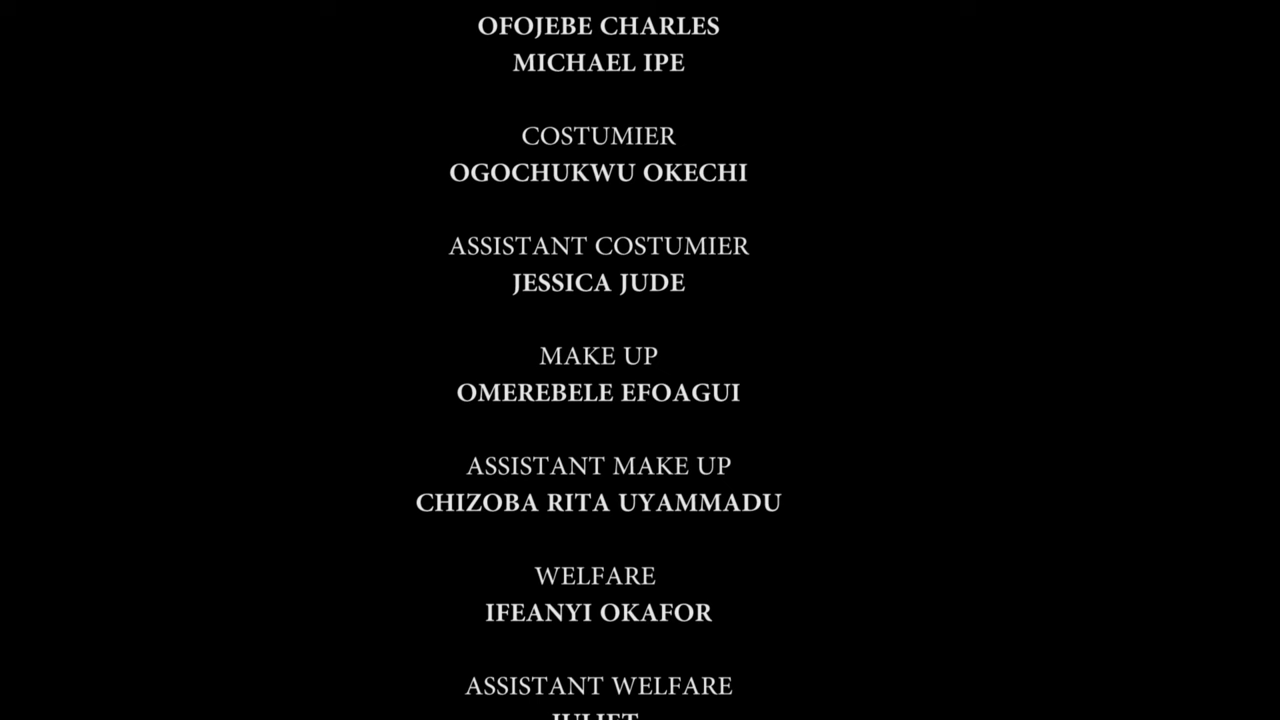 OFOJEBE CHARLES
MICHAEL IPE
COSTUMIER
OGOCHUKWU OKECHI
ASSISTANT COSTUMIER
JESSICA JUDE
MAKE UP
OMEREBELE EFOAGUI
ASSISTANT MAKE UP
CHIZOBA RITA UYAMMADU
WELFARE
IFEANYI OKAFOR
ASSISTANT WELFARE
JULIET